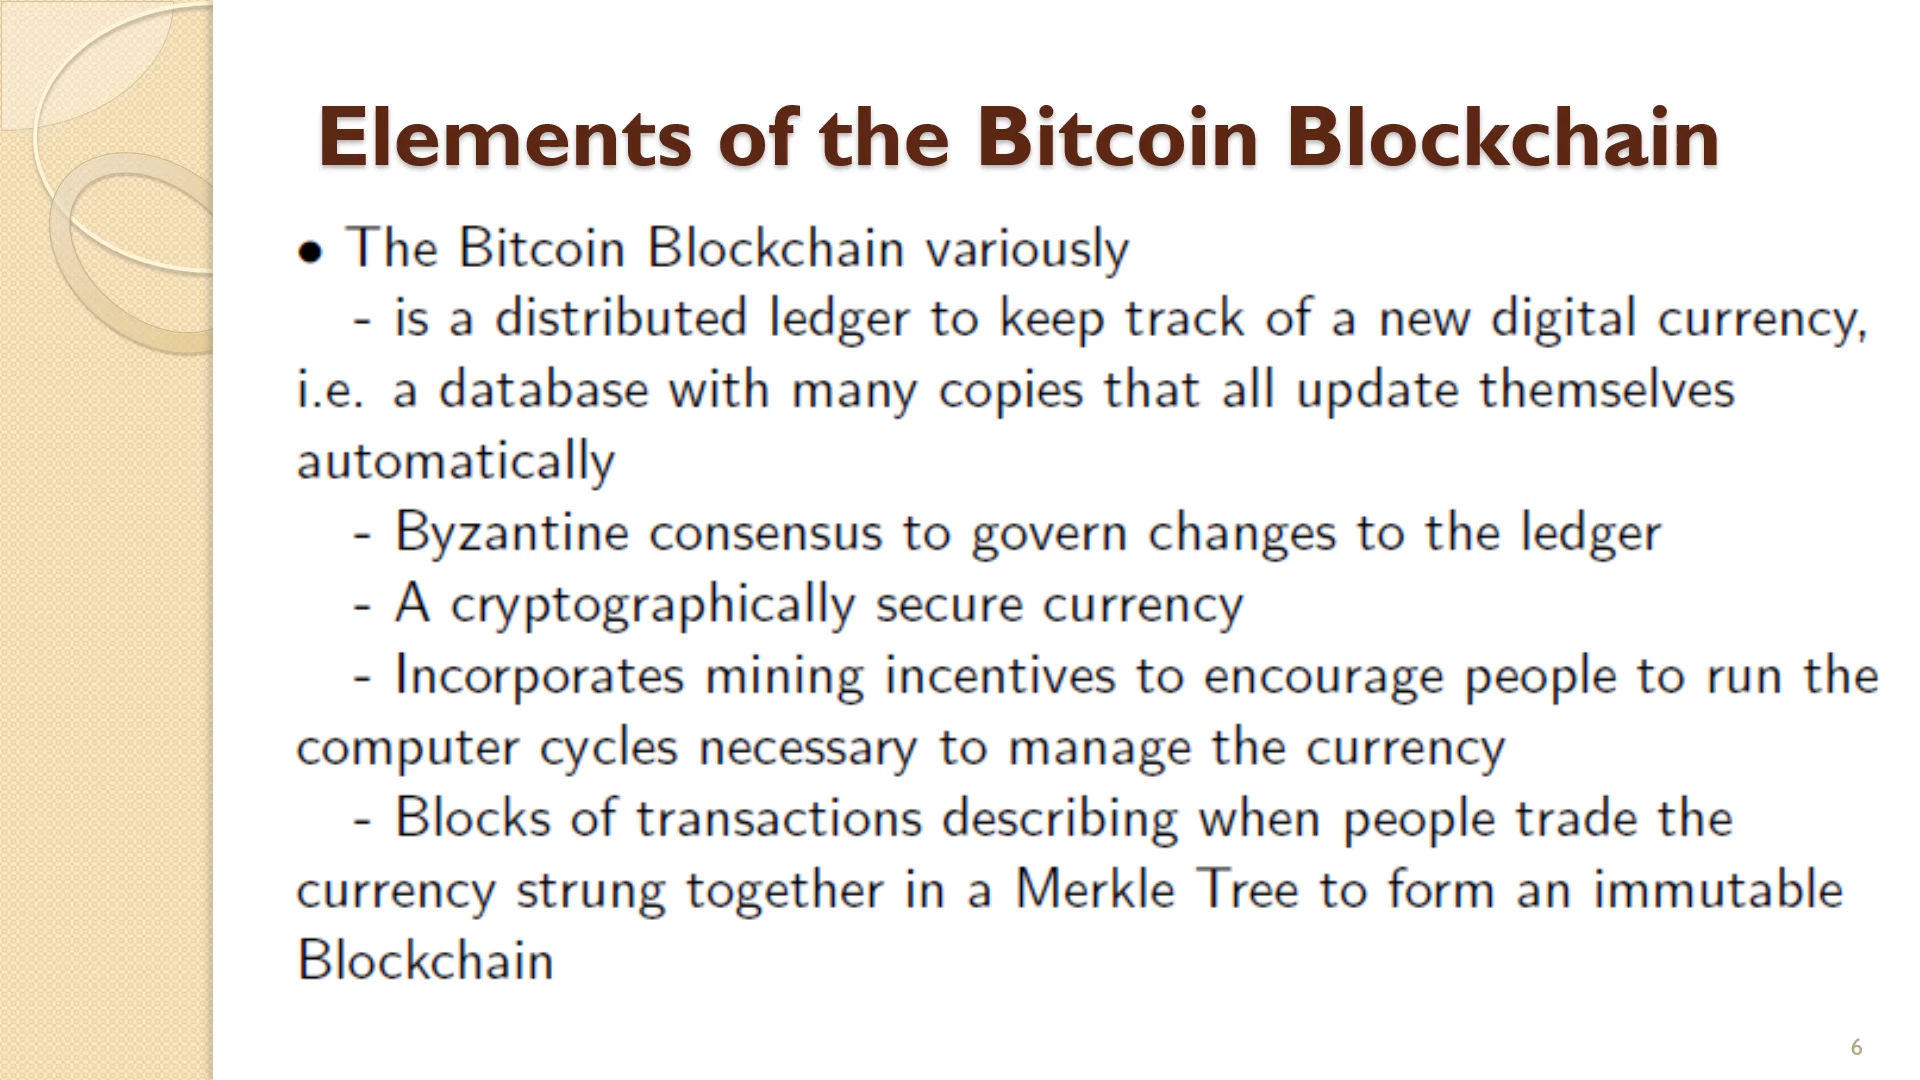 Elements of the Bitcoin Blockchain
● The Bitcoin Blockchain variously
- is a distributed ledger to keep track of a new digital currency,
i.e. a database with many copies that all update themselves
automatically
- Byzantine consensus to govern changes to the ledger
- A cryptographically secure currency
- Incorporates mining incentives to encourage people to run the
computer cycles necessary to manage the currency
- Blocks of transactions describing when people trade the
currency strung together in a Merkle Tree to form an immutable
Blockchain
6